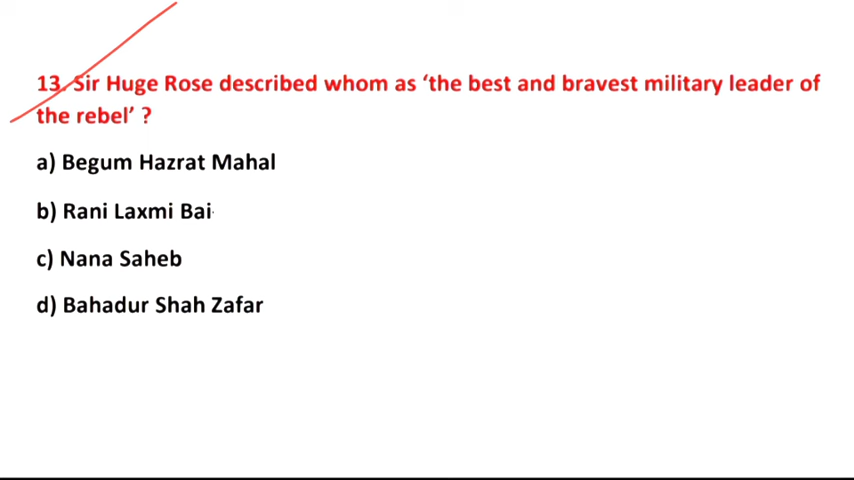 13. Sir Huge Rose described whom as ‘the best and bravest military leader of
the rebel’ ?
a) Begum Hazrat Mahal
b) Rani Laxmi Bai
c) Nana Saheb
d) Bahadur Shah Zafar